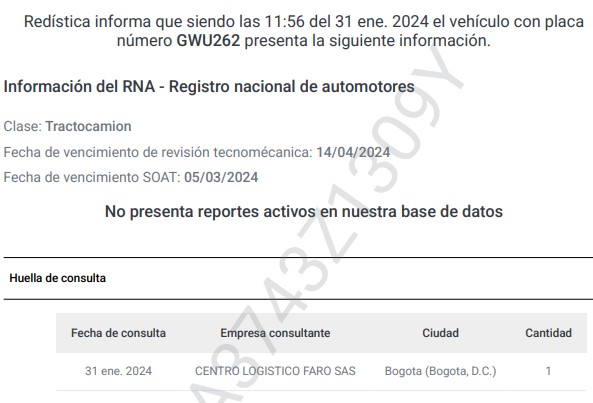 Redística informa que siendo las 11:56 del 31 ene. 2024 el vehículo con placa
número GWU262 presenta la siguiente información.
Información del RNA - Registro nacional de automotores
Clase: Tractocamion
Fecha de vencimiento de revisión tecnomécanica: 14/04/2024
Fecha de vencimiento SOAT: 05/03/2024
No presenta reportes activos en nuestra base de datos
Huella de consulta
Fecha de consulta Empresa consultante Ciudad Cantidad
31 ene. 2024 CENTRO LOGISTICO FARO SAS Bogota (Bogota, D.C.) 1